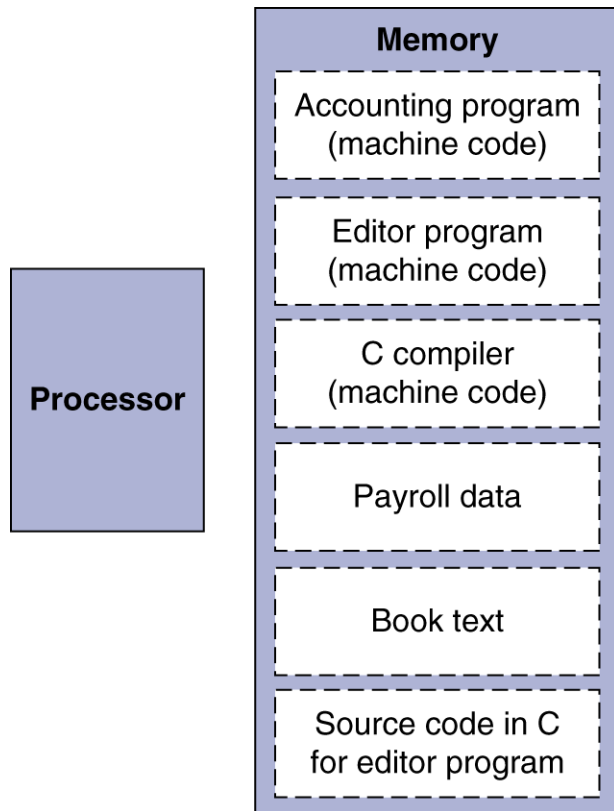 Memory
Accounting program
(machine code)
Editor program
(machine code)
C compiler
(machine code)
Processor
Payroll data
Book text
Source code in C
for editor program